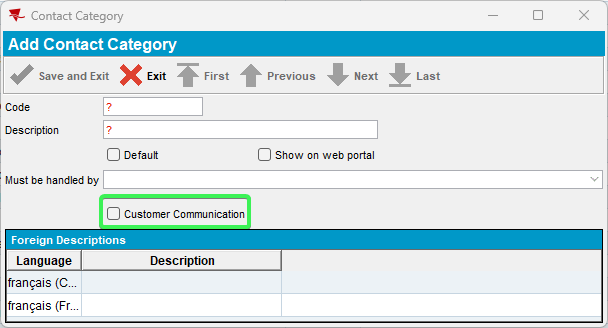 Add Contact Category
Add Contact Category
Save and Exit Exit First Previous Next Last
Code ?
Description ?
Default Show on web portal
Must be handled by
Customer Communication
Foreign Descriptions
Language Description
français (C...
français (Fr...